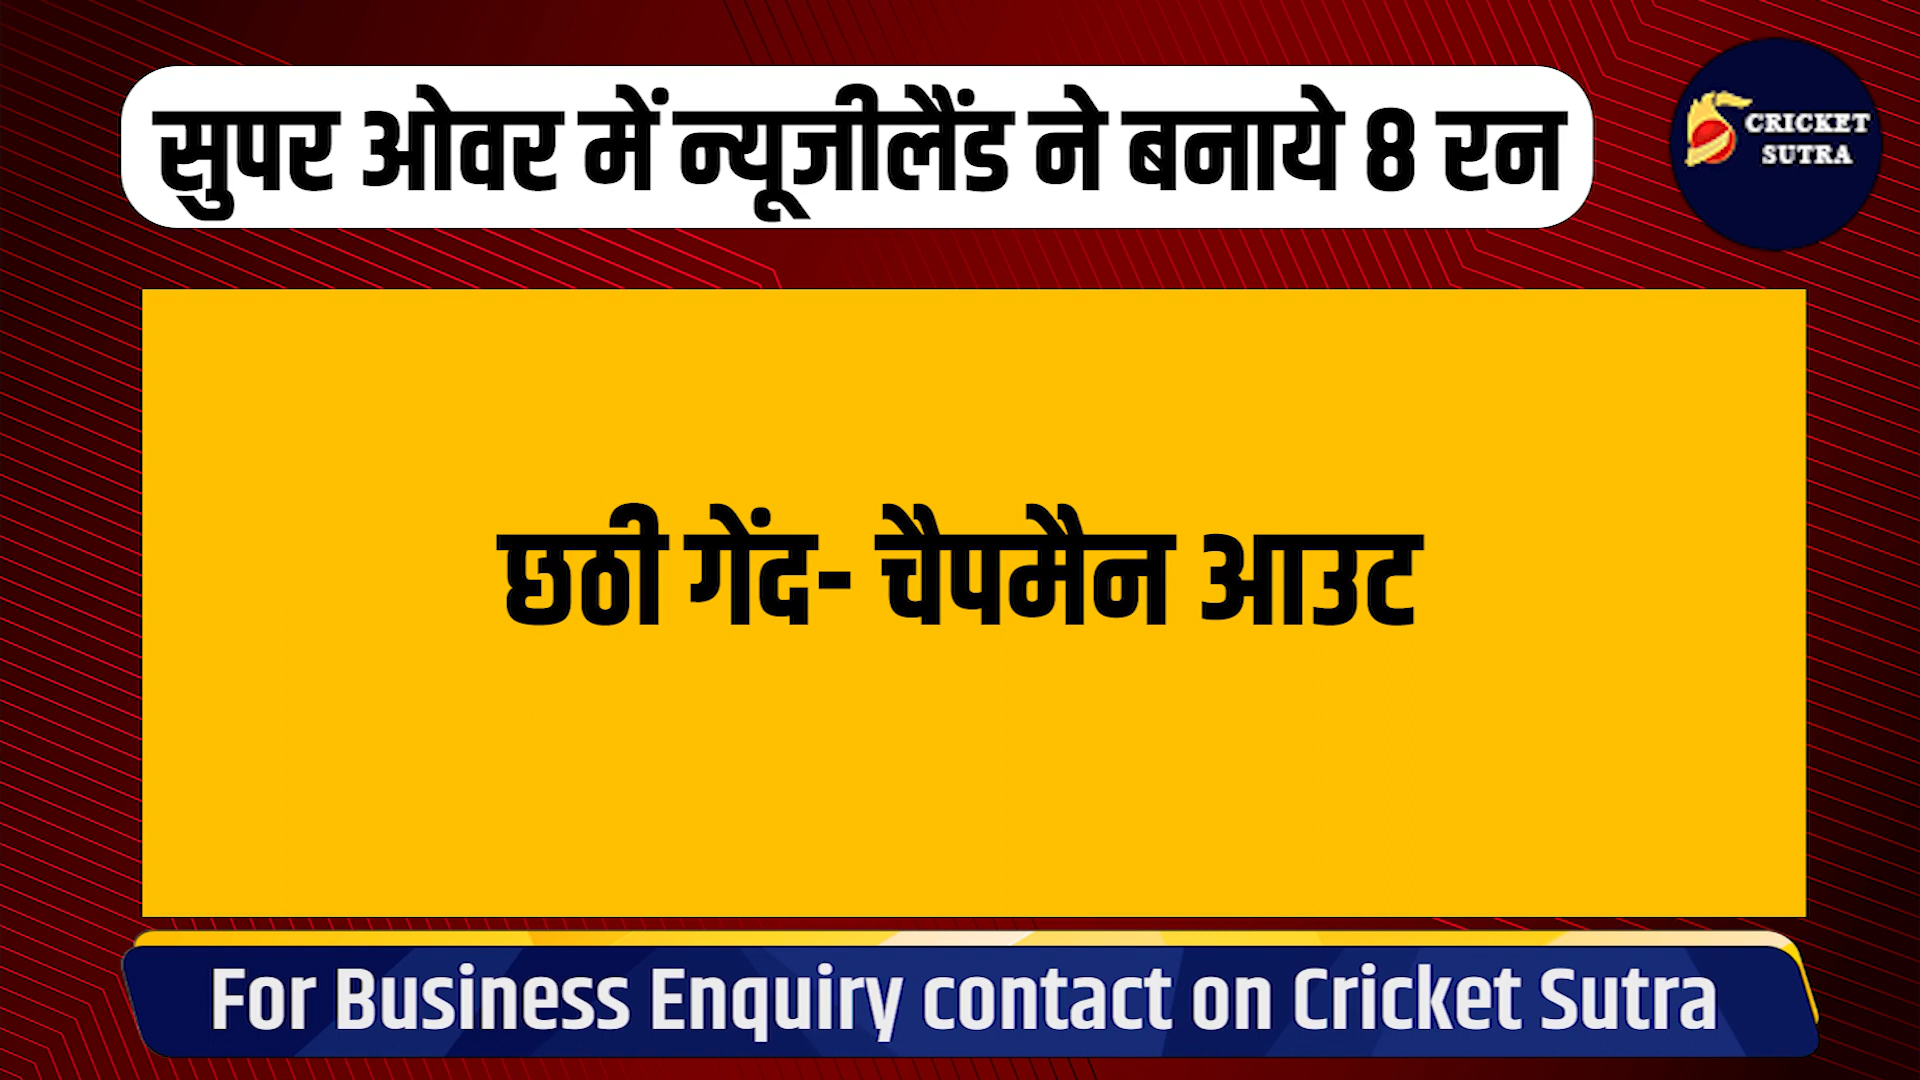 सुपर ओवर में न्यूजीलैंड ने बनाये 8 रन
CRICKET
SUTRA
छठी गेंद- चैपमैन आउट
For Business Enquiry contact on Cricket Sutra